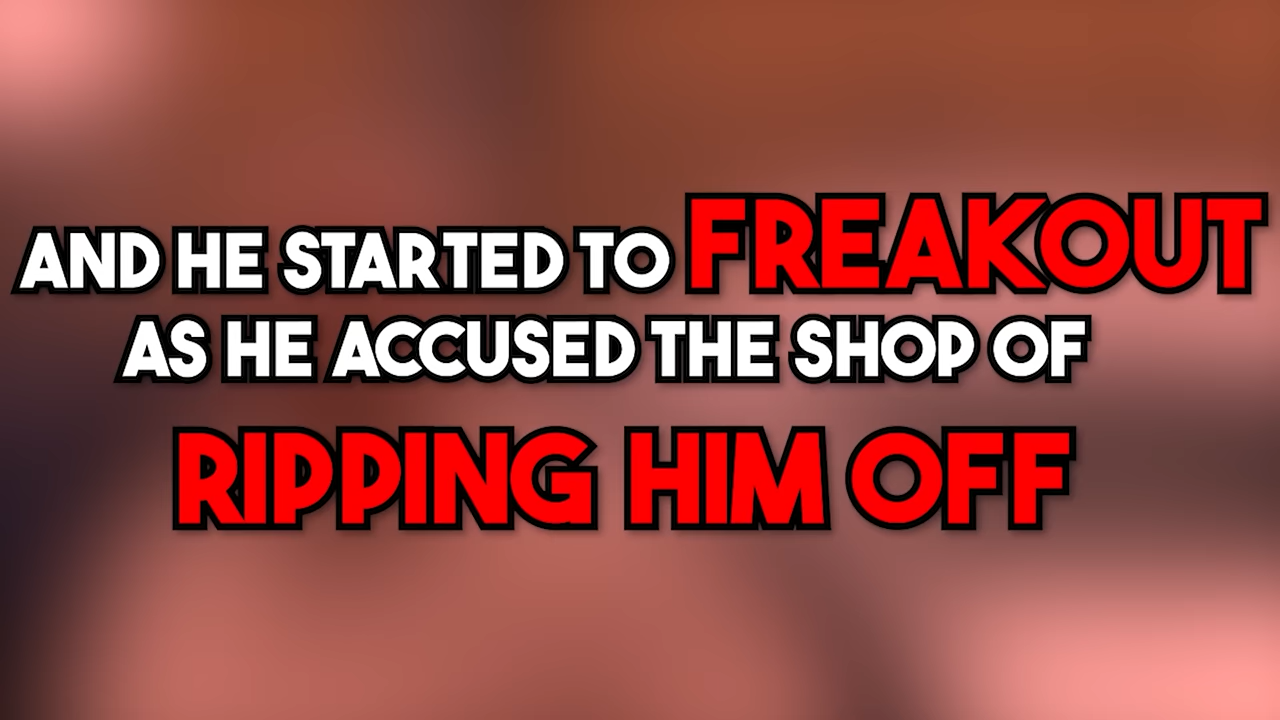 AND HE STARTED TO FREAKOUT
AS HE ACCUSED THE SHOP OF
RIPPING HIM OFF